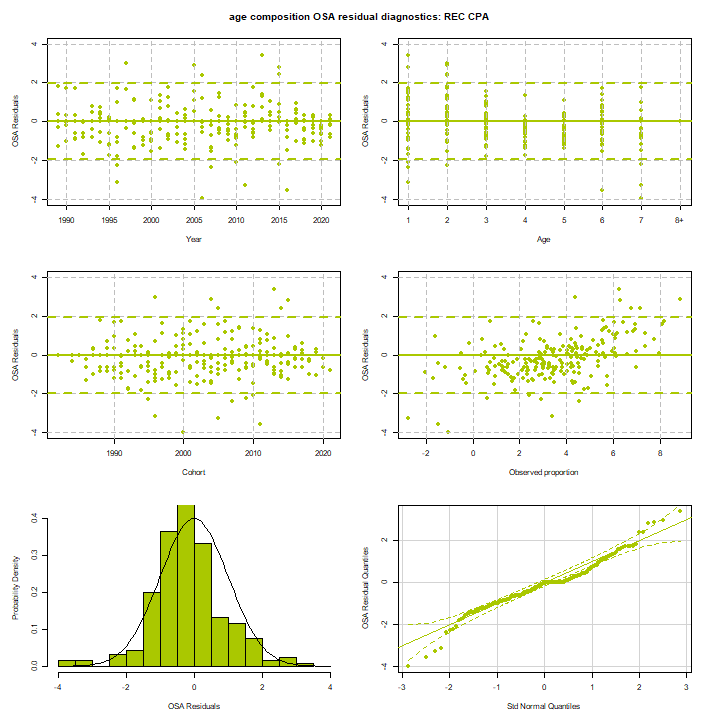 age composition OSA residual diagnostics: REC CPA
4
2
0
-2
-4
OSA Residuals
1990 1995 2000 2005 2010 2015 2020
Year
4
2
0
-2
-4
OSA Residuals
1 2 3 4 5 6 7 8+
Age
4
2
0
-2
-4
OSA Residuals
1990 2000 2010 2020
Cohort
4
2
0
-2
-4
OSA Residuals
-2 0 2 4 6 8
Observed proportion
0.4
0.3
0.2
0.1
0.0
Probability Density
-4 -2 0 2 4
OSA Residuals
2
0
-2
-4
OSA Residual Quantiles
-3 -2 -1 0 1 2 3
Std Normal Quantiles